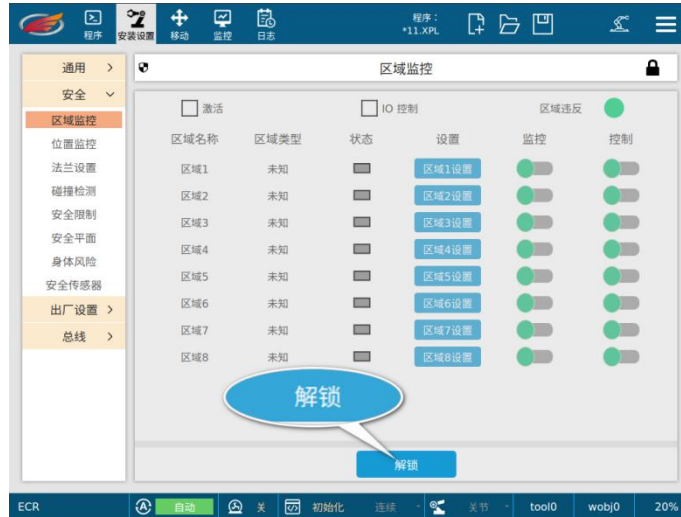 程序：
程序 安装设置 移动 监控 日志 *11.XPL
通用 >
区域监控
安全
激活 IO 控制 区域违反
区域监控
区域名称 区域类型 状态 设置 监控 控制
位置监控
法兰设置
碰撞检测
安全限制
安全平面
身体风险
安全传感器
出厂设置 >
总线 >
区域1 未知 区域1设置
区域2 未知 区域2设置
区域3 未知 区域3设置
区域4 未知 区域4设置
区域5 未知 区域5设置
区域6 未知 区域6设置
区域7 未知 区域7设置
区域8 未知 区域8设置
解锁
解锁
ECR A 自动 关 初始化 连续 关节 tool0 wobj0 20%